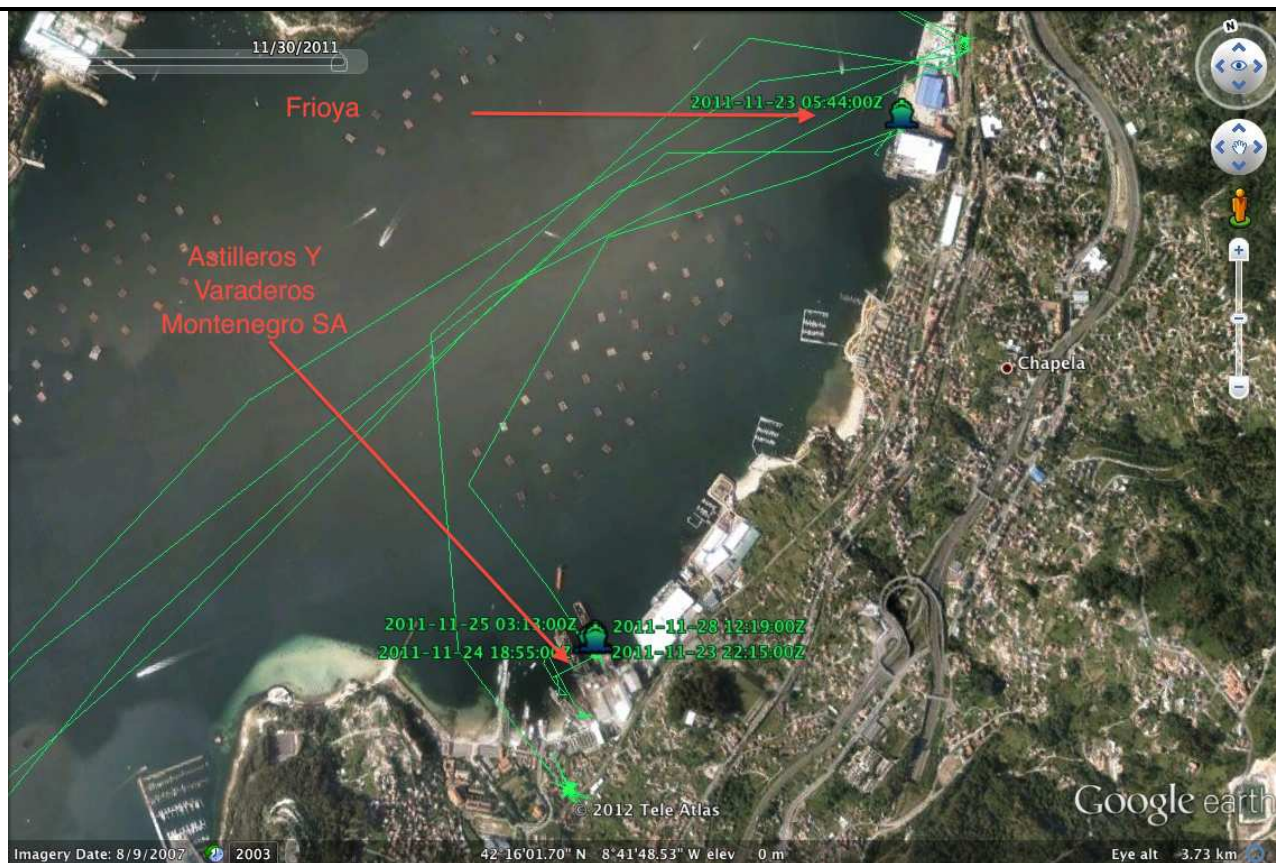 11/30/2011
N
Frioya
2011-11-23 05:44:00Z
Astilleros Y
Varaderos
Montenegro SA
Chapela
2011-11-25 03:13:00Z
2011-11-28 12:19:00Z
2011-11-24 18:55:00Z
2011-11-23 22:15:00Z
© 2012 Tele Atlas
Google earth
Imagery Date: 8/9/2007
2003
42°16'01.70" N 8°41'48.53" W elev 0 m
Eye alt 3.73 km